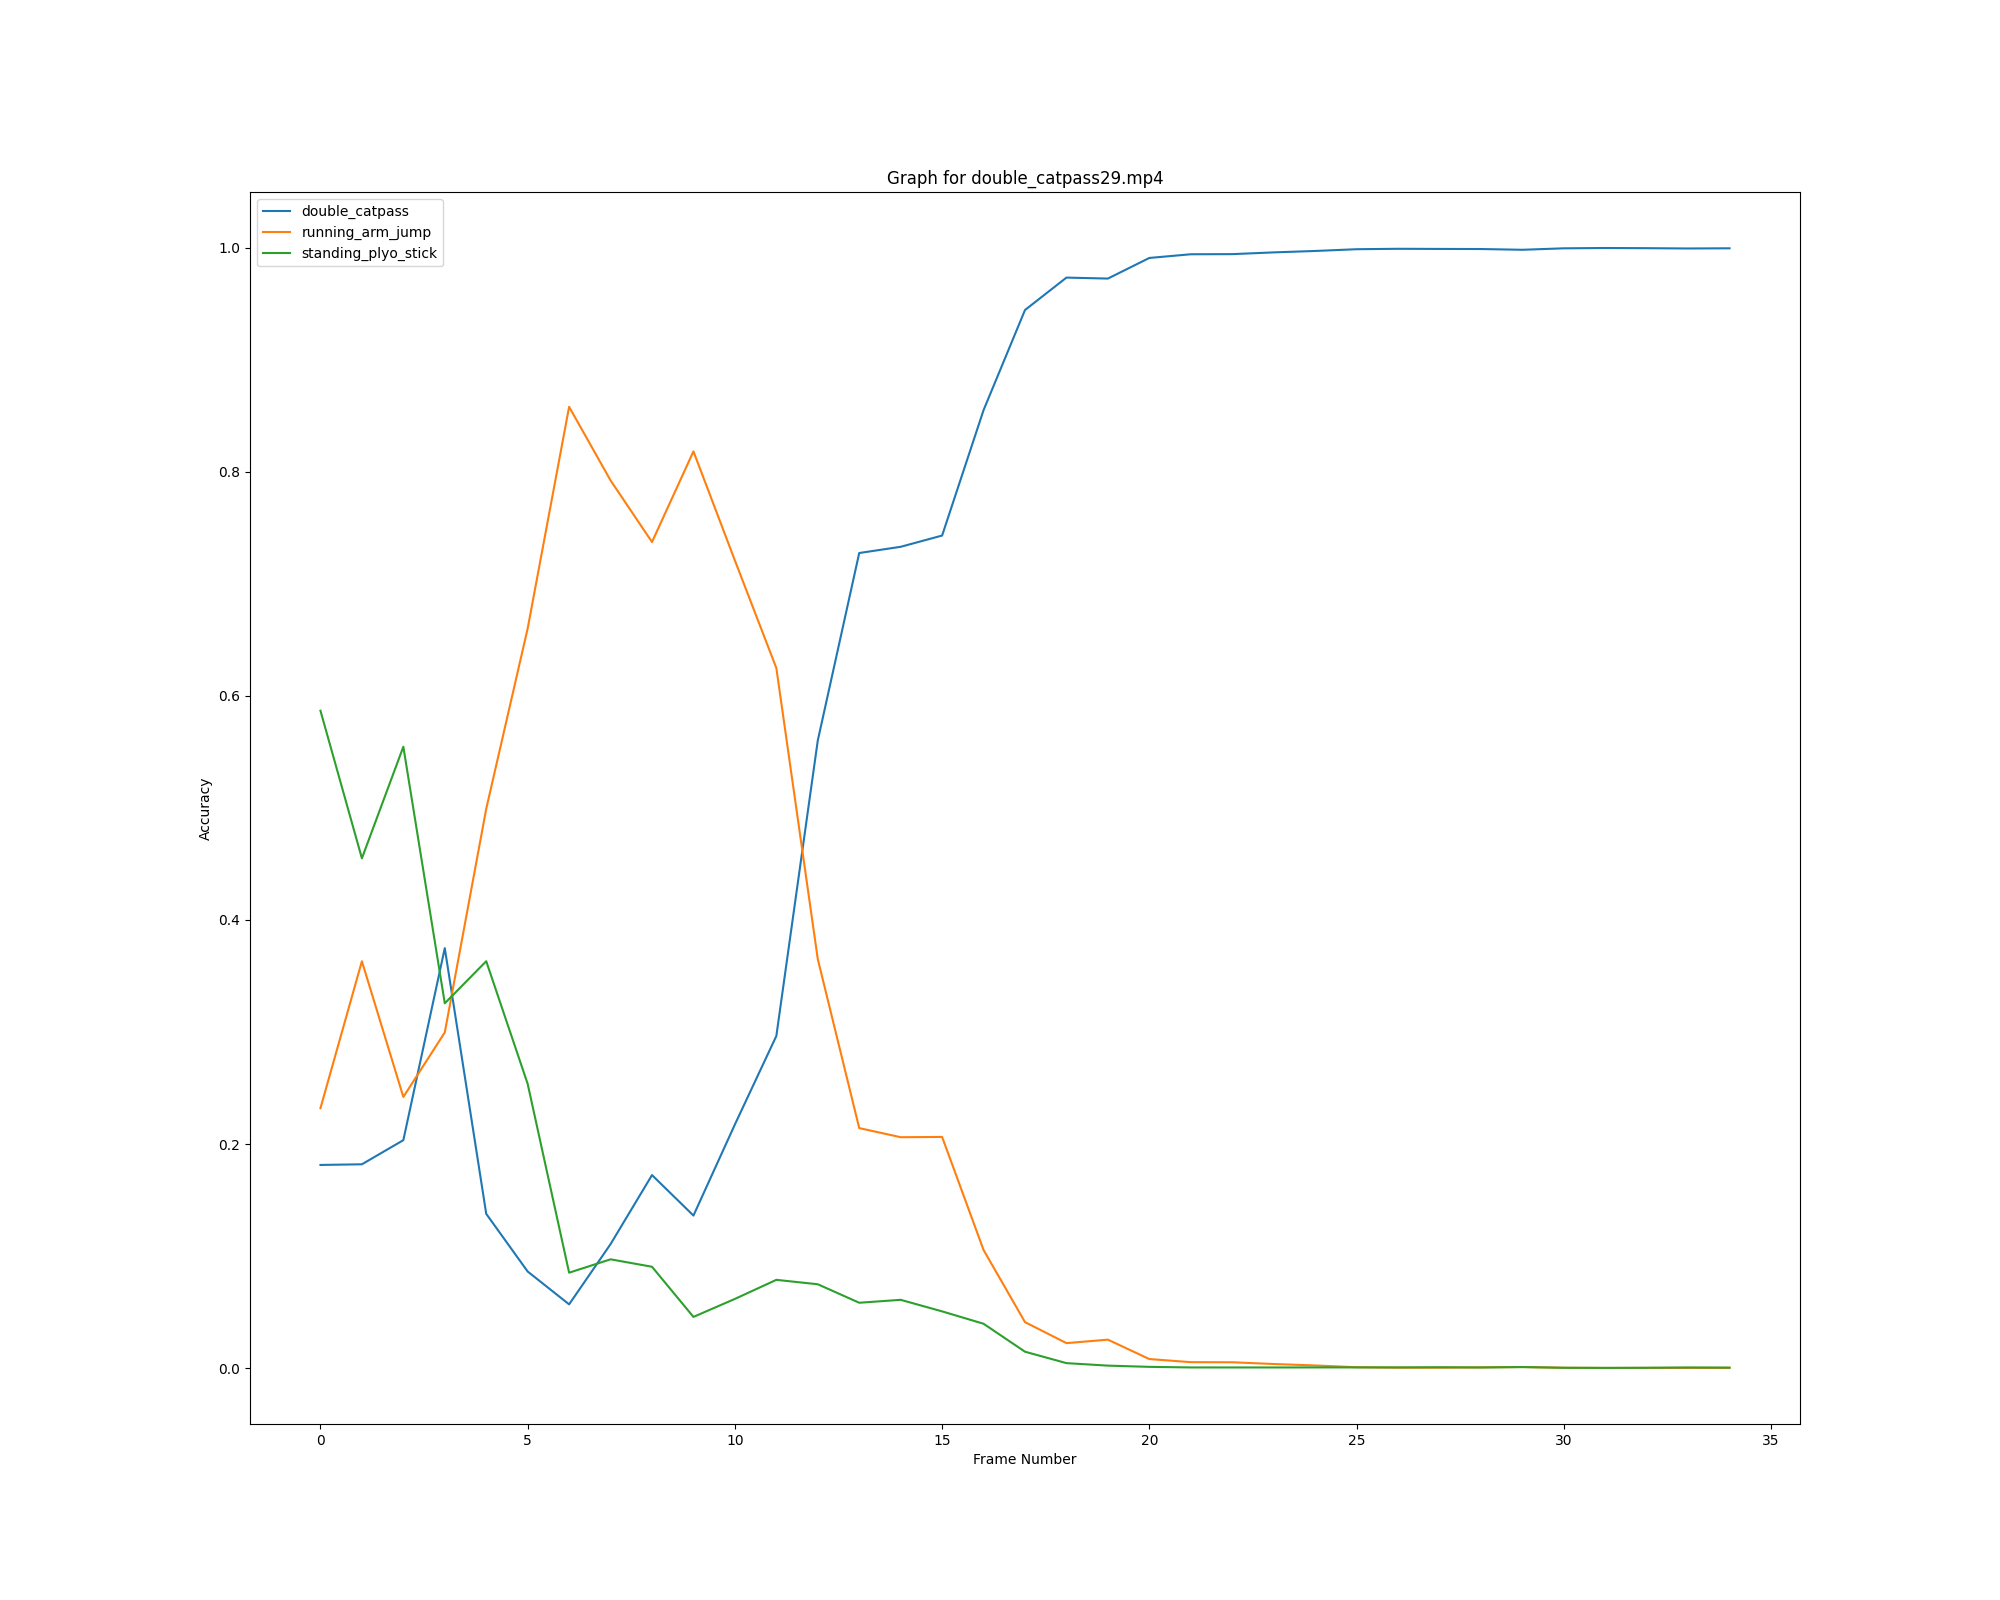 Graph for double_catpass29.mp4
double_catpass
running_arm_jump
standing_plyo_stick
1.0
0.8
0.6
0.4
0.2
0.0
Accuracy
0 5 10 15 20 25 30 35
Frame Number